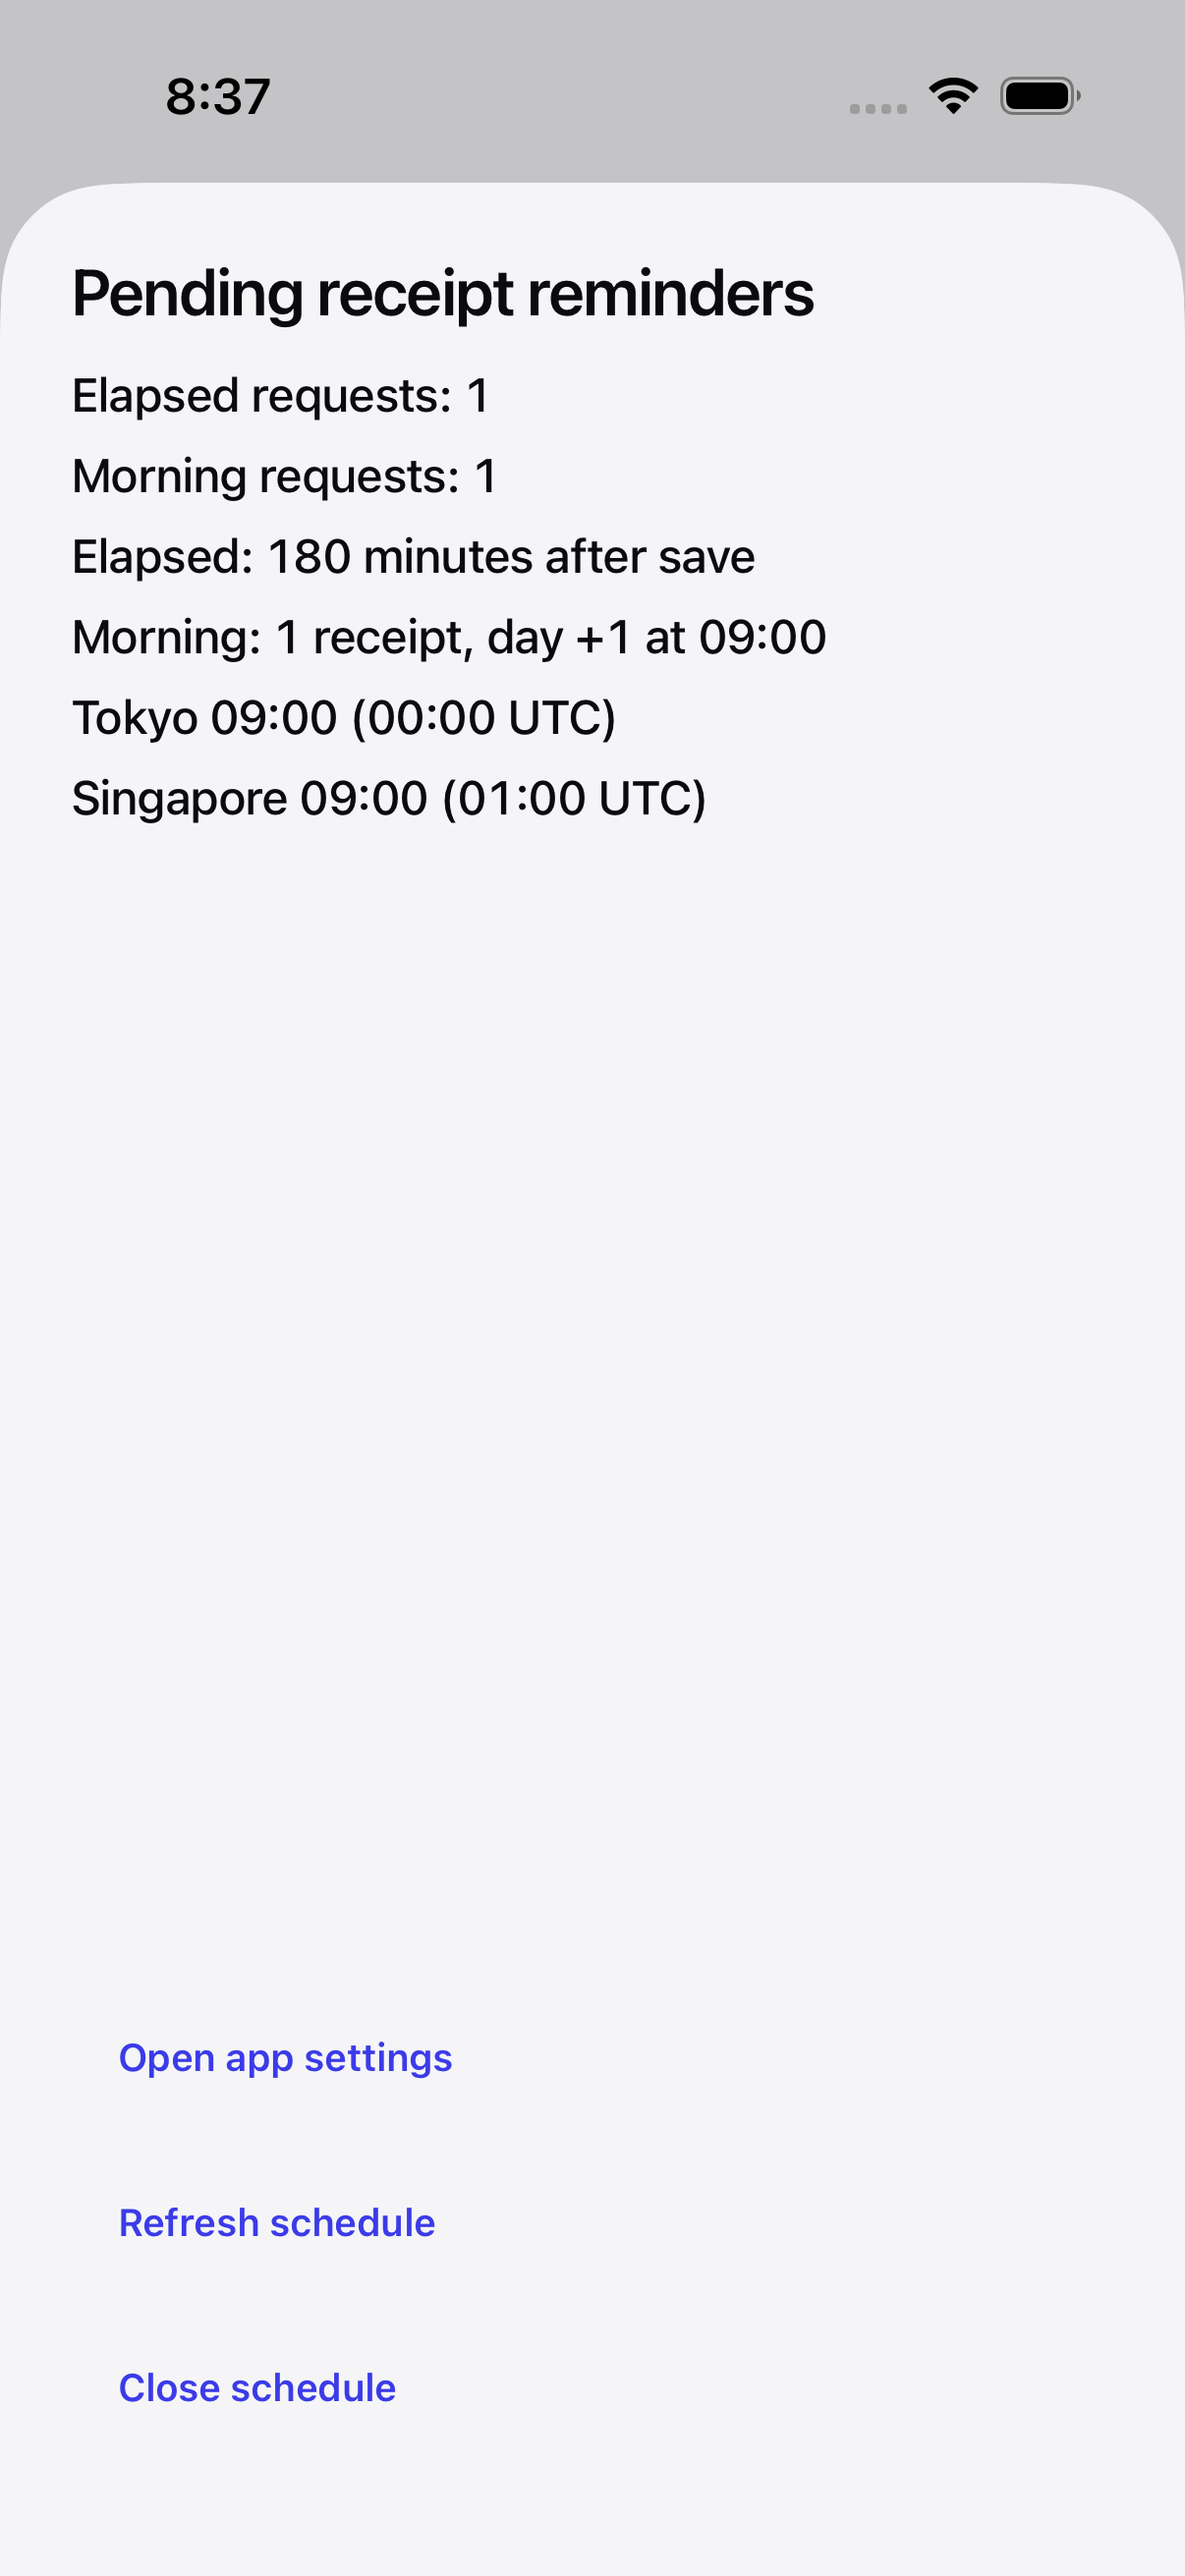 8:37
Pending receipt reminders
Elapsed requests: 1
Morning requests: 1
Elapsed: 180 minutes after save
Morning: 1 receipt, day +1 at 09:00
Tokyo 09:00 (00:00 UTC)
Singapore 09:00 (01:00 UTC)
Open app settings
Refresh schedule
Close schedule